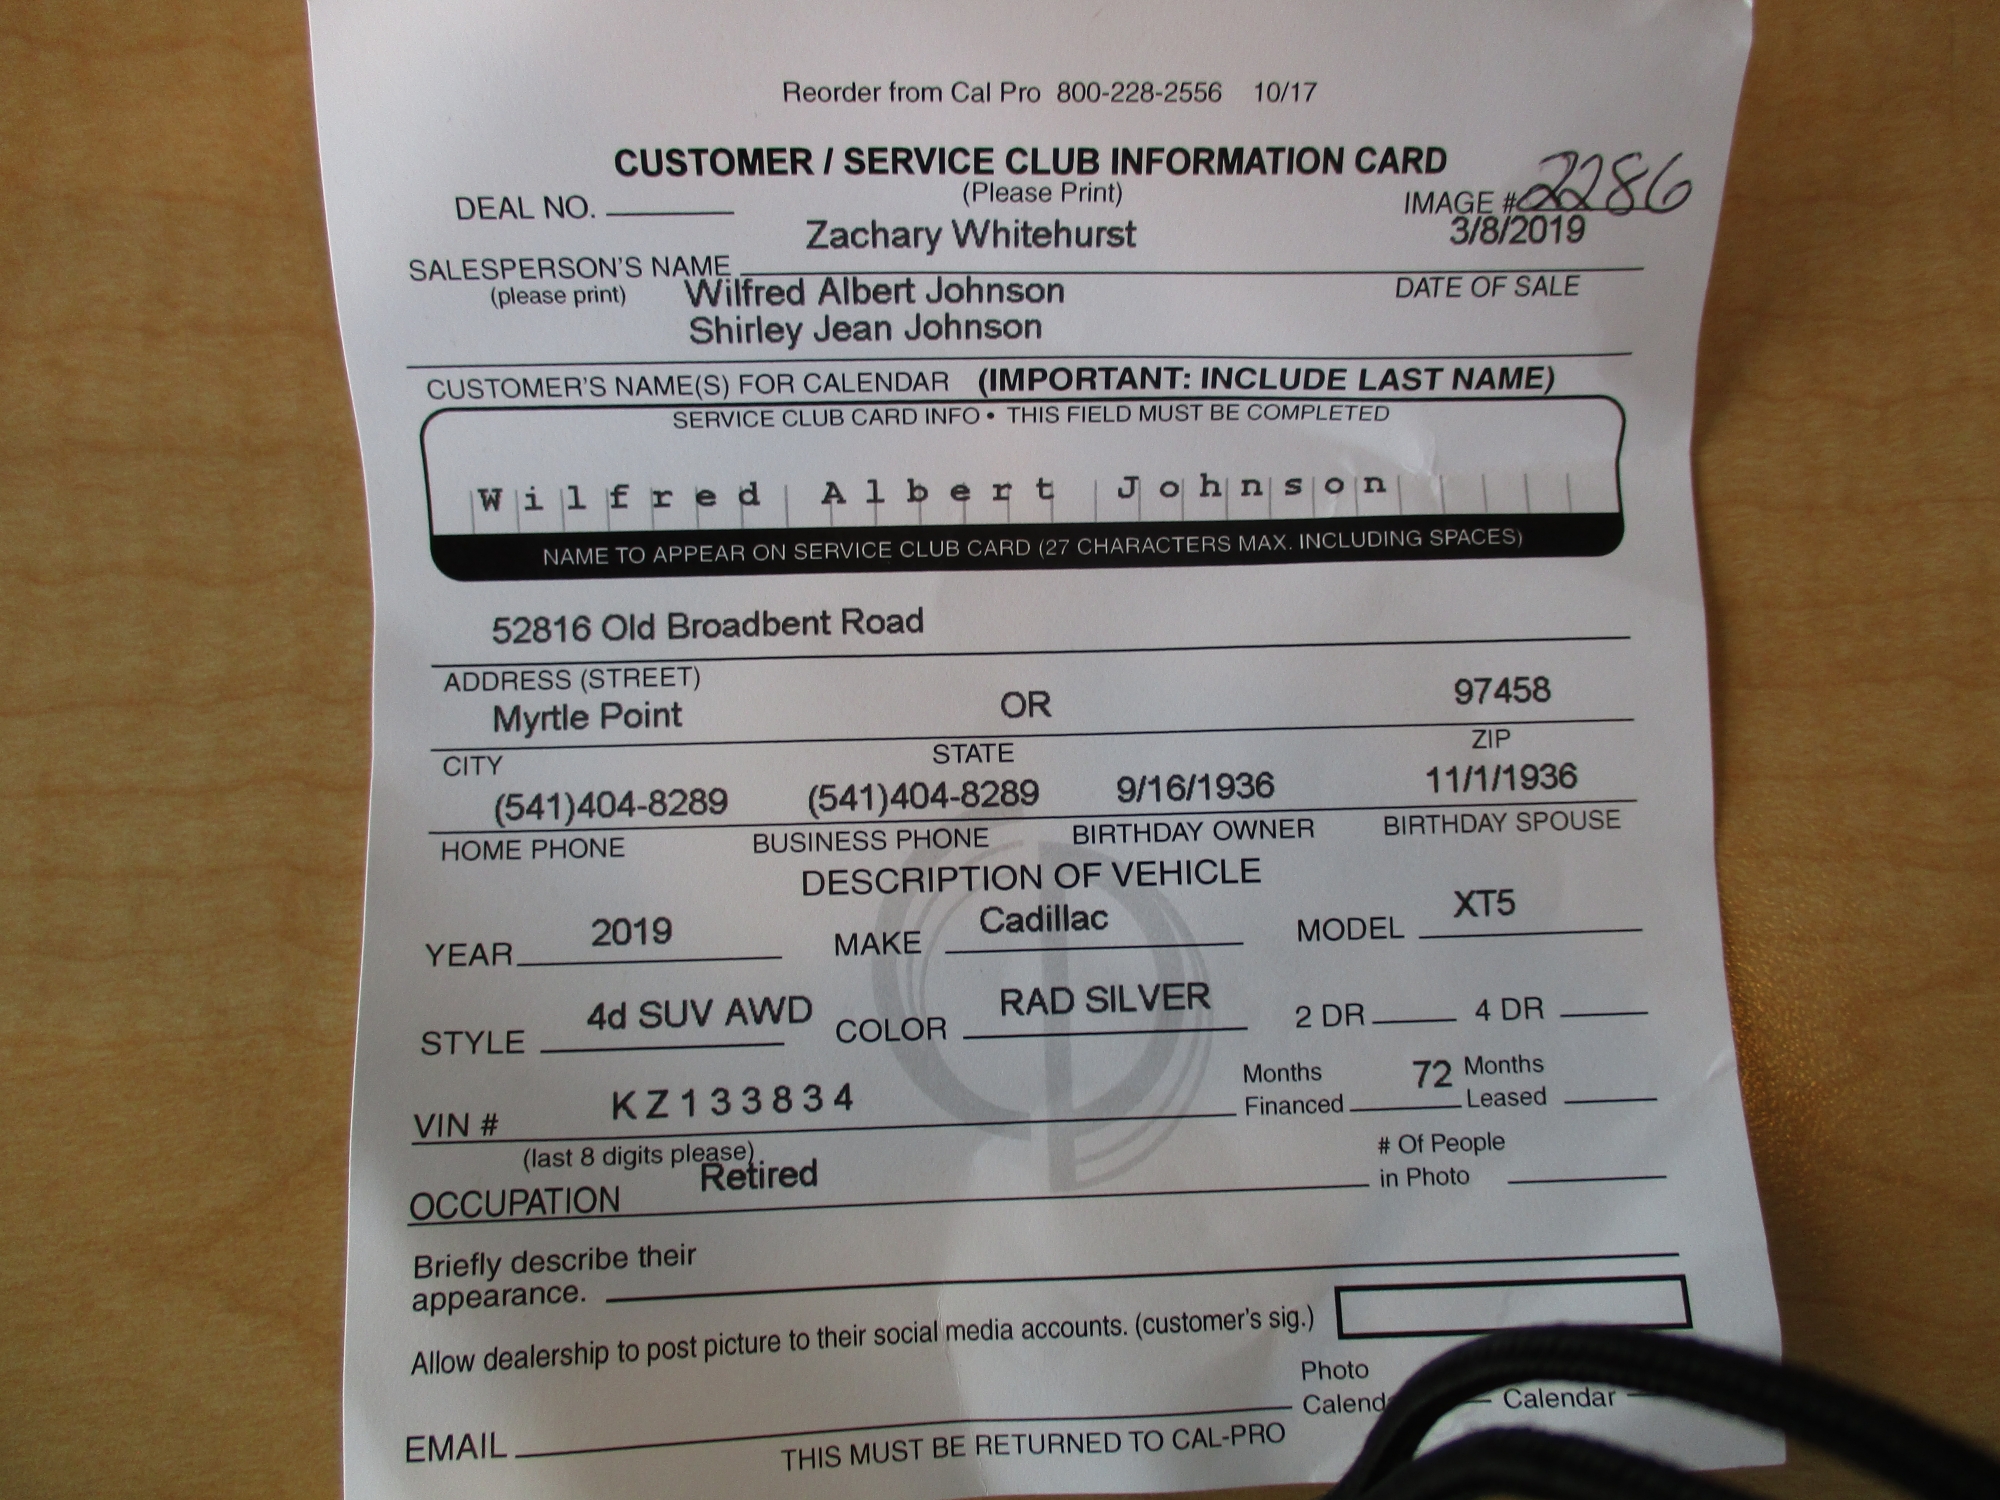 Reorder from Cal Pro 800-228-2556 10/17
CUSTOMER / SERVICE CLUB INFORMATION CARD
(Please Print)
DEAL NO.
IMAGE # 2286
Zachary Whitehurst 3/8/2019
SALESPERSON'S NAME
(please print)
DATE OF SALE
Wilfred Albert Johnson
Shirley Jean Johnson
CUSTOMER'S NAME(S) FOR CALENDAR (IMPORTANT: INCLUDE LAST NAME)
SERVICE CLUB CARD INFO • THIS FIELD MUST BE COMPLETED
Wilfred Albert Johnson
NAME TO APPEAR ON SERVICE CLUB CARD (27 CHARACTERS MAX. INCLUDING SPACES)
52816 Old Broadbent Road
ADDRESS (STREET)
Myrtle Point OR 97458
CITY STATE ZIP
(541)404-8289 (541)404-8289 9/16/1936 11/1/1936
HOME PHONE BUSINESS PHONE BIRTHDAY OWNER BIRTHDAY SPOUSE
DESCRIPTION OF VEHICLE
YEAR 2019 MAKE Cadillac MODEL XT5
STYLE 4d SUV AWD COLOR RAD SILVER 2 DR 4 DR
VIN # KZ133834
(last 8 digits please)
Months Financed 72 Months Leased
OCCUPATION Retired
# Of People
in Photo
Briefly describe their
appearance.
Allow dealership to post picture to their social media accounts. (customer's sig.)
Photo
Calendar
EMAIL
THIS MUST BE RETURNED TO CAL-PRO